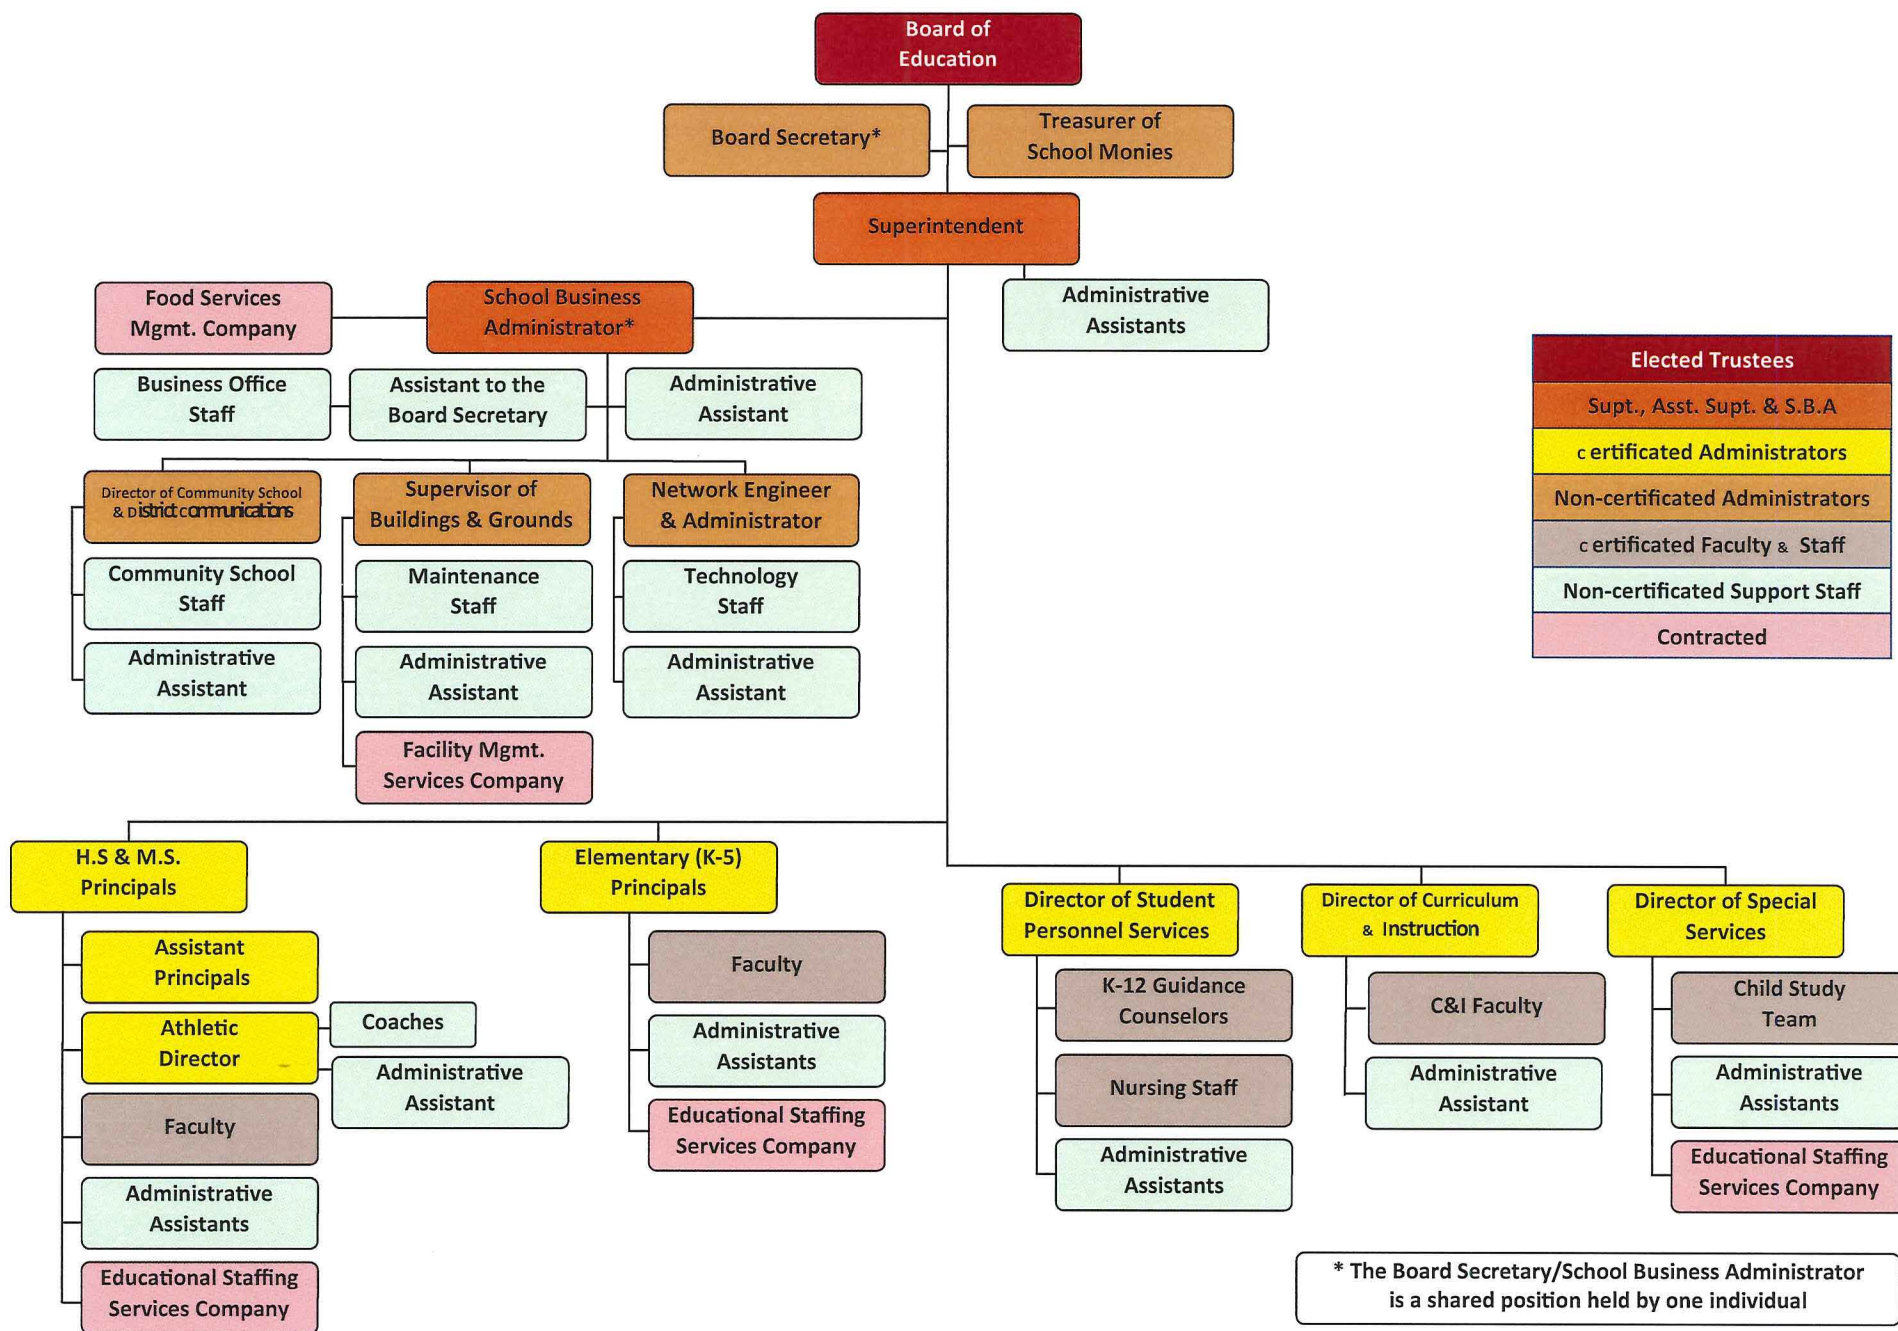 Board of
Education
Board Secretary*
Treasurer of
School Monies
Superintendent
Administrative
Assistants
Food Services
Mgmt. Company
School Business
Administrator*
Business Office
Staff
Assistant to the
Board Secretary
Administrative
Assistant
Director of Community School
& District Communications
Supervisor of
Buildings & Grounds
Network Engineer
& Administrator
Community School
Staff
Maintenance
Staff
Technology
Staff
Administrative
Assistant
Administrative
Assistant
Administrative
Assistant
Facility Mgmt.
Services Company
Elected Trustees
Supt., Asst. Supt. & S.B.A
certificated Administrators
Non-certificated Administrators
certificated Faculty & Staff
Non-certificated Support Staff
Contracted
H.S & M.S.
Principals
Assistant
Principals
Athletic
Director
Coaches
Administrative
Assistant
Faculty
Administrative
Assistants
Educational Staffing
Services Company
Elementary (K-5)
Principals
Faculty
Administrative
Assistants
Educational Staffing
Services Company
Director of Student
Personnel Services
K-12 Guidance
Counselors
Nursing Staff
Administrative
Assistants
Director of Curriculum
& Instruction
C&I Faculty
Administrative
Assistant
Director of Special
Services
Child Study
Team
Administrative
Assistants
Educational Staffing
Services Company
* The Board Secretary/School Business Administrator
is a shared position held by one individual